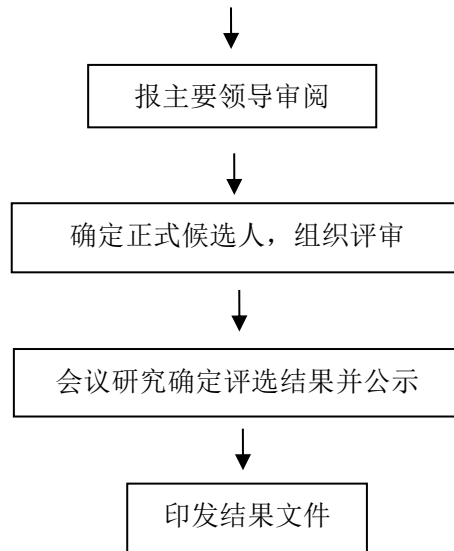 报主要领导审阅
确定正式候选人，组织评审
会议研究确定评选结果并公示
印发结果文件